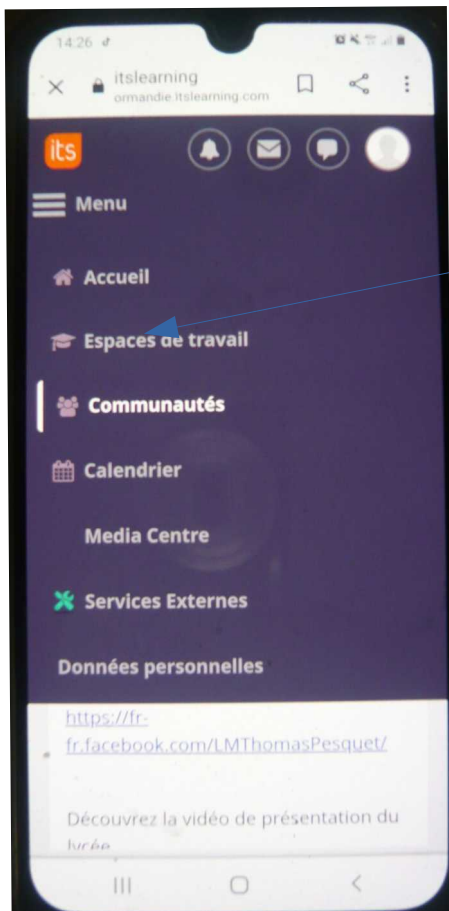 14:26
itslearning
ormandie.itslearning.com
its
Menu
Accueil
Espaces de travail
Communautés
Calendrier
Media Centre
Services Externes
Données personnelles
https://fr-
fr.facebook.com/LMThomasPesquet/
Découvrez la vidéo de présentation du
lycée